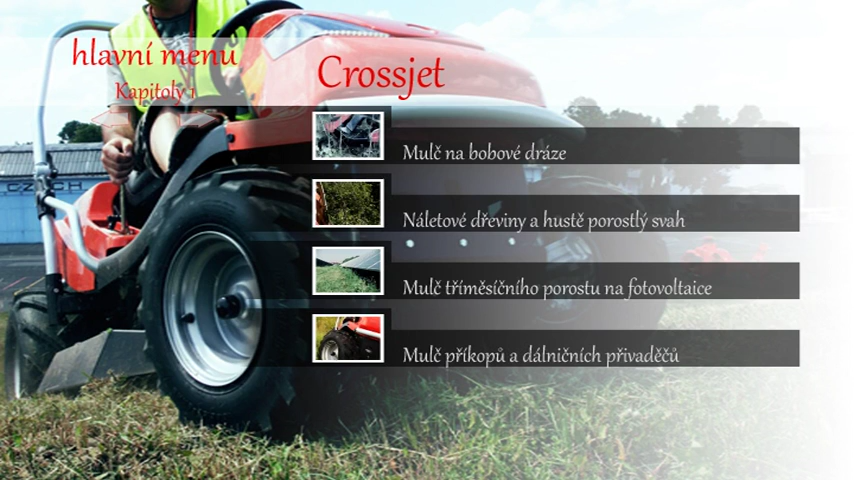 hlavní menu
Kapitoly 1
Crossjet
Mulč na bobové dráze
Náletové dřeviny a hustě porostlý svah
Mulč tříměsíčního porostu na fotovoltaice
Mulč příkopů a dálničních přivaděčů
CZECH